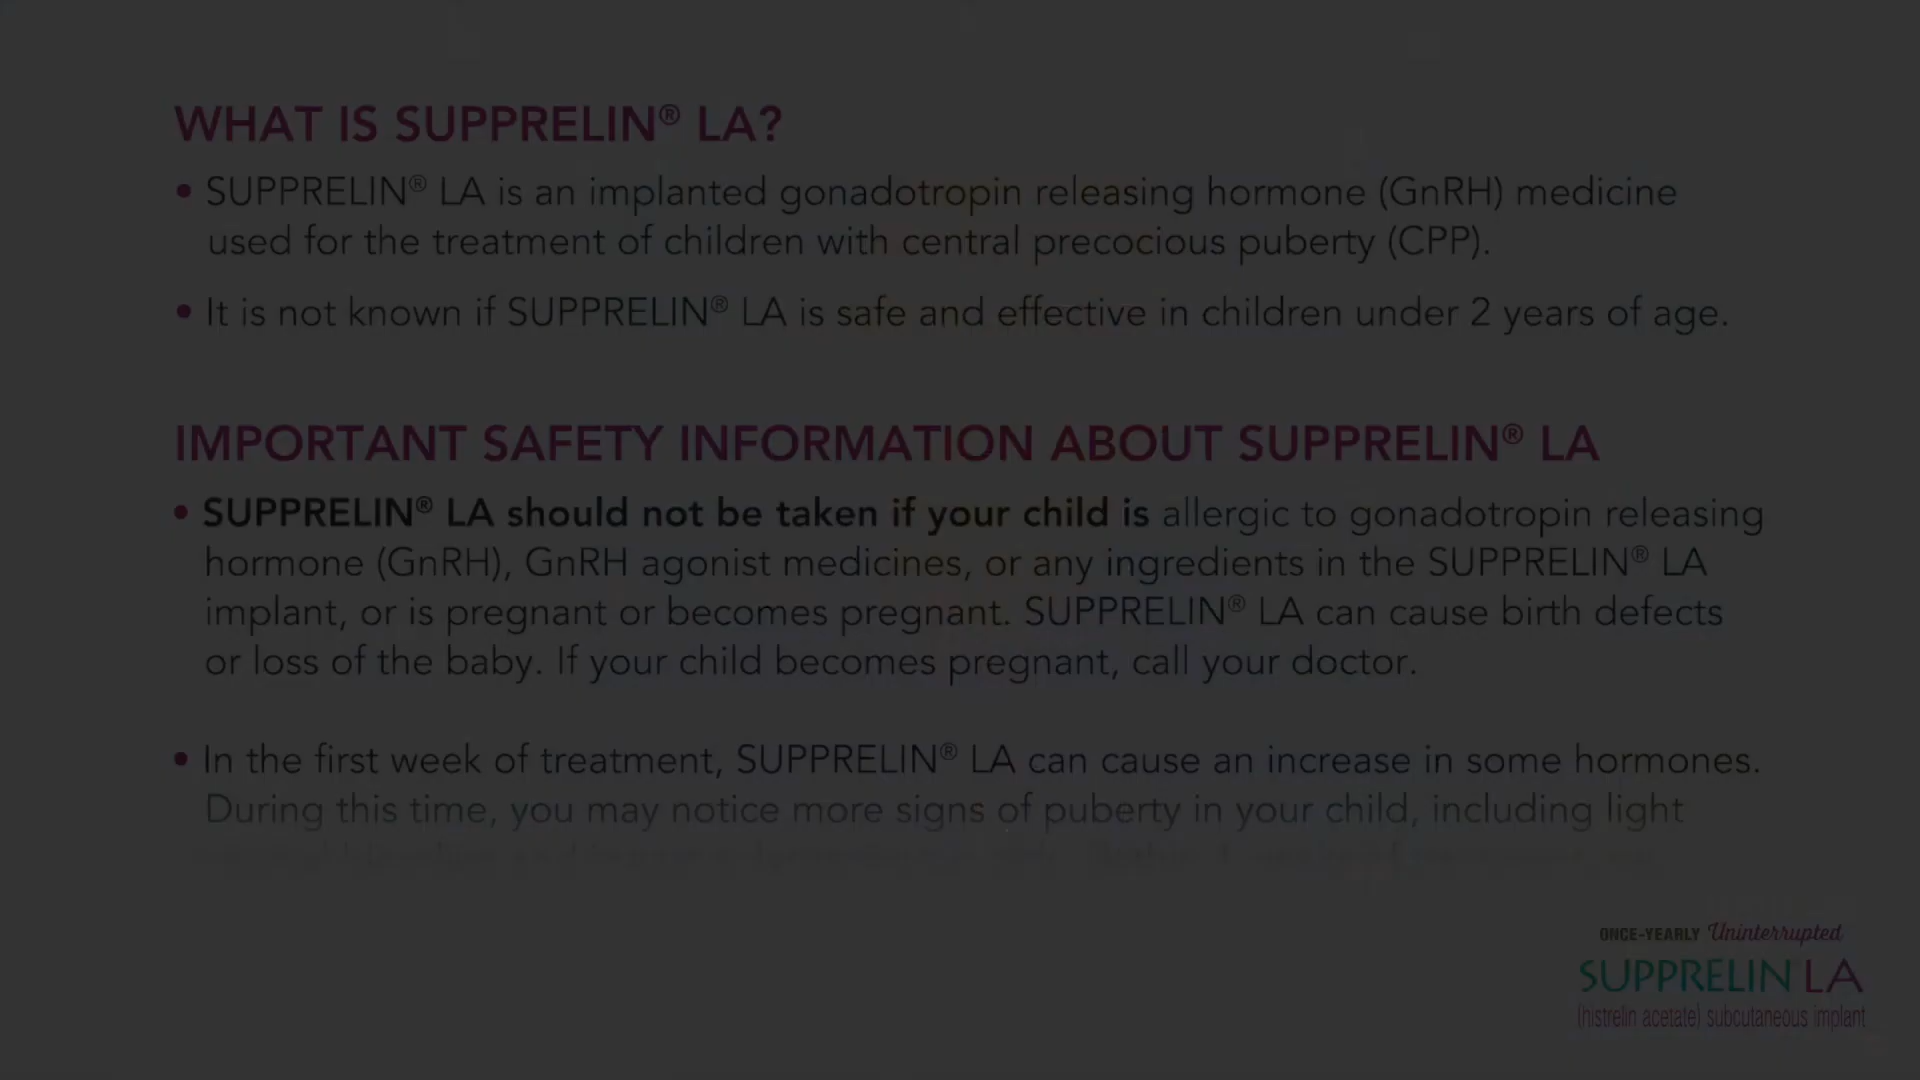 WHAT IS SUPPRELIN® LA?
• SUPPRELIN® LA is an implanted gonadotropin releasing hormone (GnRH) medicine
used for the treatment of children with central precocious puberty (CPP).
• It is not known if SUPPRELIN® LA is safe and effective in children under 2 years of age.
IMPORTANT SAFETY INFORMATION ABOUT SUPPRELIN® LA
• SUPPRELIN® LA should not be taken if your child is allergic to gonadotropin releasing
hormone (GnRH), GnRH agonist medicines, or any ingredients in the SUPPRELIN® LA
implant, or is pregnant or becomes pregnant. SUPPRELIN® LA can cause birth defects
or loss of the baby. If your child becomes pregnant, call your doctor.
• In the first week of treatment, SUPPRELIN® LA can cause an increase in some hormones.
During this time, you may notice more signs of puberty in your child, including light
ONCE-YEARLY Uninterrupted
SUPPRELIN LA
(histrelin acetate) subcutaneous implant